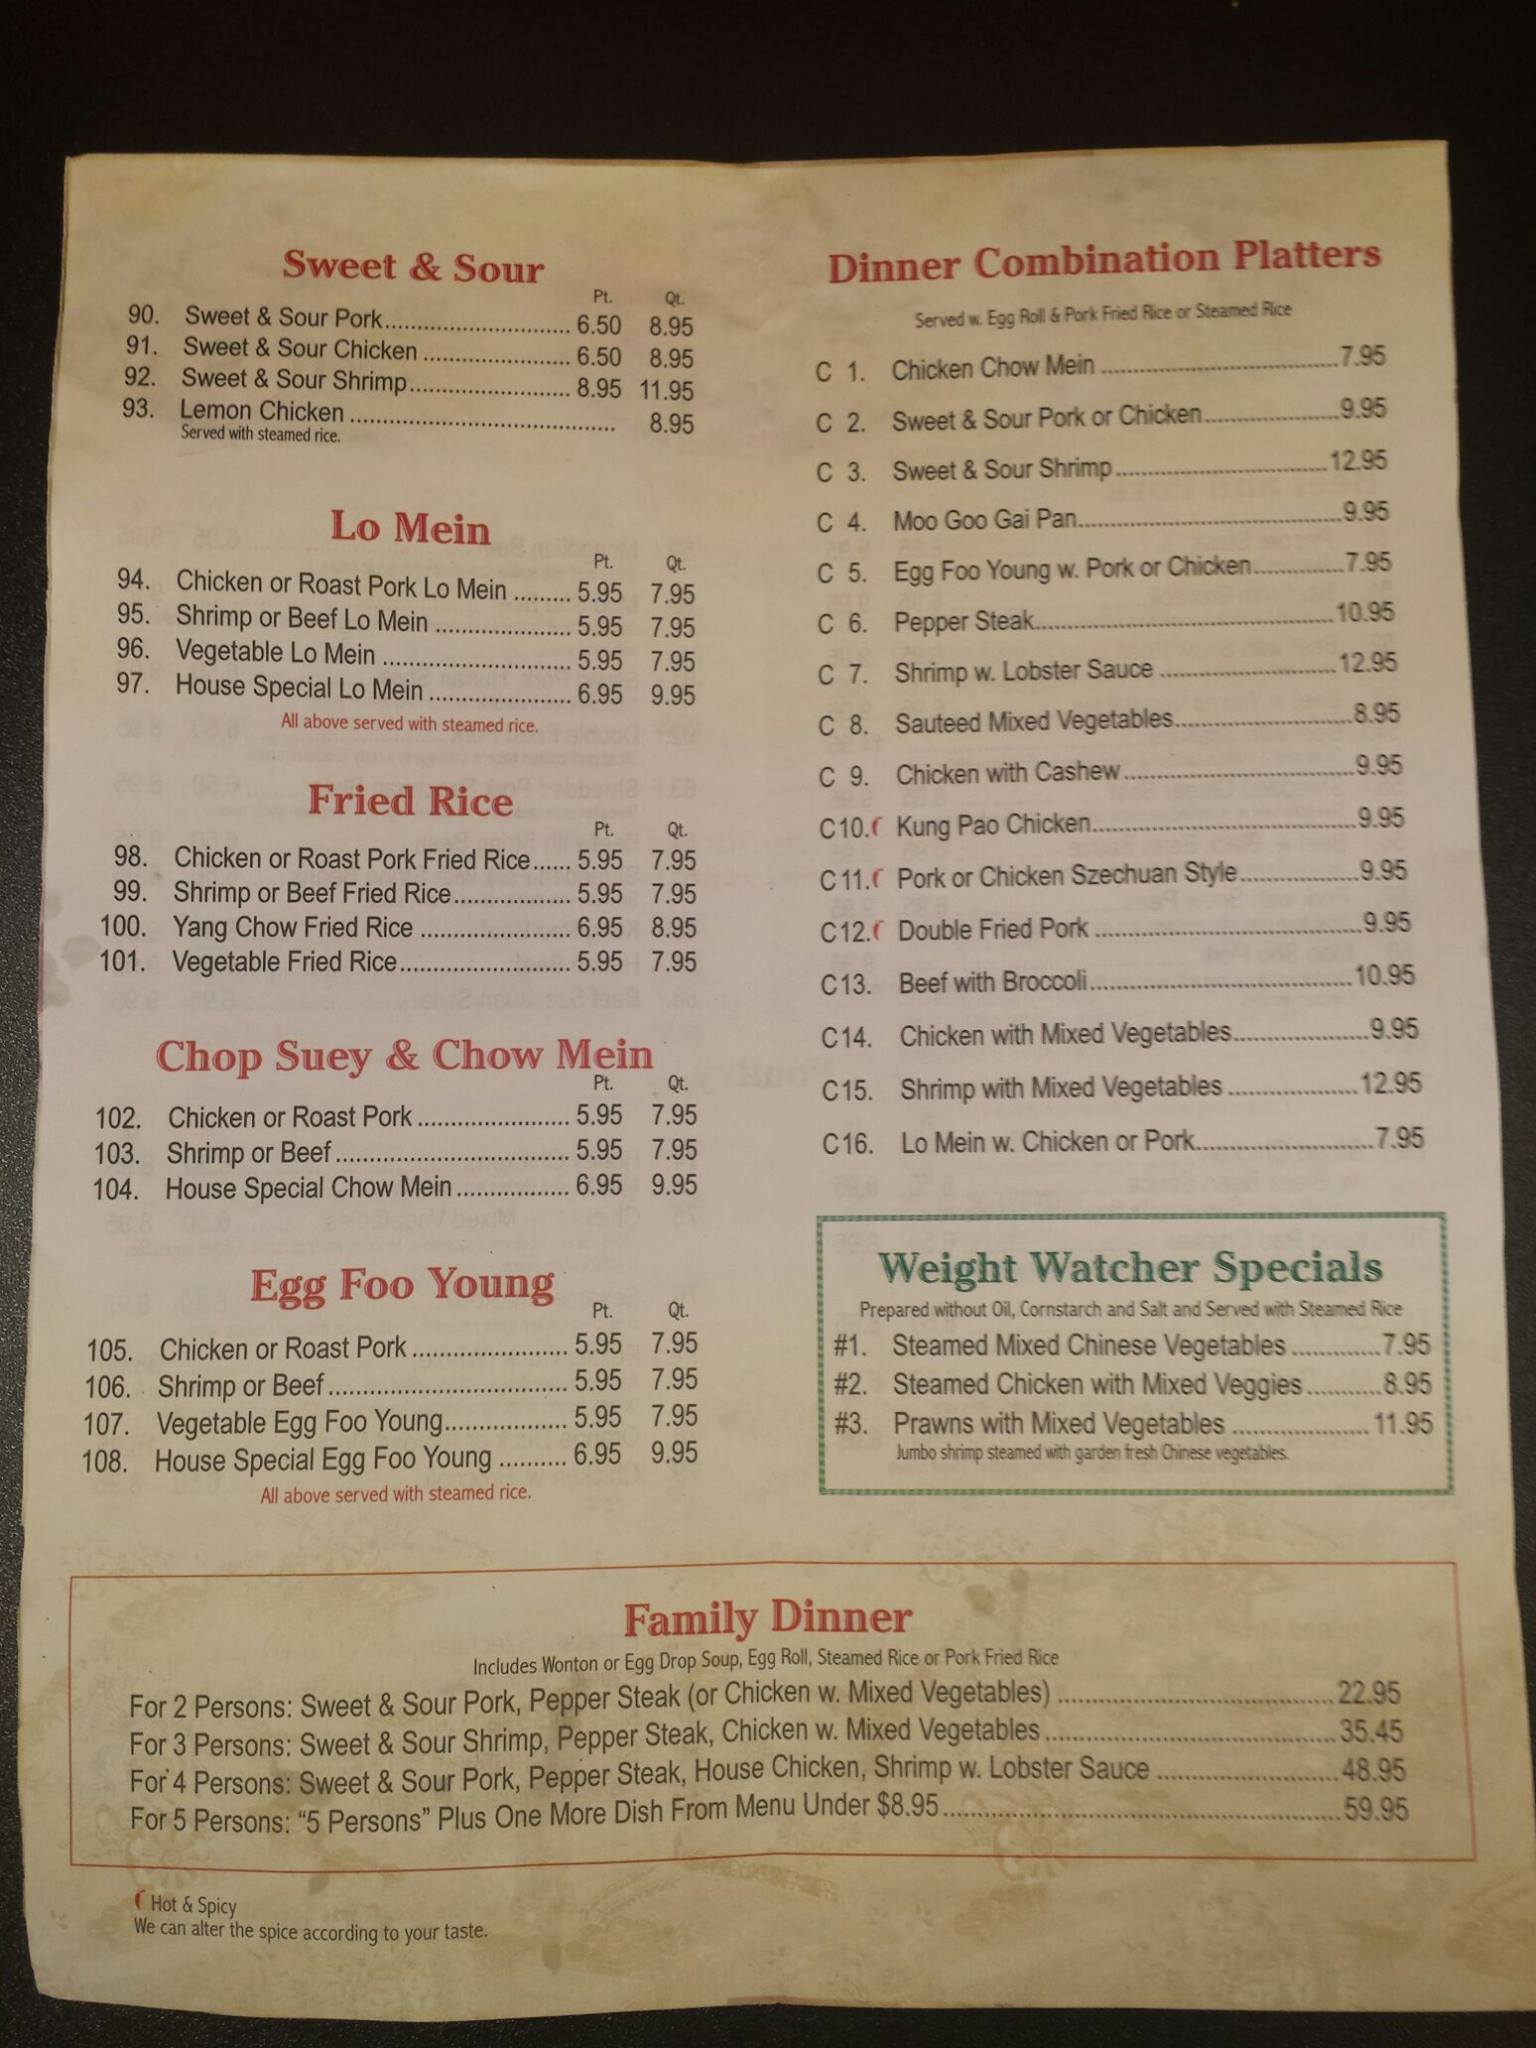 Sweet & Sour
Pt. Qt.
90. Sweet & Sour Pork.............................. 6.50 8.95
91. Sweet & Sour Chicken ........................ 6.50 8.95
92. Sweet & Sour Shrimp.......................... 8.95 11.95
93. Lemon Chicken ........................................... 8.95
Served with steamed rice.
Lo Mein
Pt. Qt.
94. Chicken or Roast Pork Lo Mein ......... 5.95 7.95
95. Shrimp or Beef Lo Mein ..................... 5.95 7.95
96. Vegetable Lo Mein ............................. 5.95 7.95
97. House Special Lo Mein ...................... 6.95 9.95
All above served with steamed rice.
Fried Rice
Pt. Qt.
98. Chicken or Roast Pork Fried Rice...... 5.95 7.95
99. Shrimp or Beef Fried Rice.................. 5.95 7.95
100. Yang Chow Fried Rice ........................ 6.95 8.95
101. Vegetable Fried Rice........................... 5.95 7.95
Chop Suey & Chow Mein
Pt. Qt.
102. Chicken or Roast Pork ........................ 5.95 7.95
103. Shrimp or Beef..................................... 5.95 7.95
104. House Special Chow Mein.................. 6.95 9.95
Egg Foo Young
Pt. Qt.
105. Chicken or Roast Pork ........................ 5.95 7.95
106. Shrimp or Beef...................................... 5.95 7.95
107. Vegetable Egg Foo Young................... 5.95 7.95
108. House Special Egg Foo Young .......... 6.95 9.95
All above served with steamed rice.
Dinner Combination Platters
Served w. Egg Roll & Pork Fried Rice or Steamed Rice
C 1. Chicken Chow Mein ......................................7.95
C 2. Sweet & Sour Pork or Chicken......................9.95
C 3. Sweet & Sour Shrimp..................................12.95
C 4. Moo Goo Gai Pan..........................................9.95
C 5. Egg Foo Young w. Pork or Chicken..............7.95
C 6. Pepper Steak................................................10.95
C 7. Shrimp w. Lobster Sauce ............................12.95
C 8. Sauteed Mixed Vegetables............................8.95
C 9. Chicken with Cashew.....................................9.95
C10. Kung Pao Chicken..........................................9.95
C11. Pork or Chicken Szechuan Style...................9.95
C12. Double Fried Pork ..........................................9.95
C13. Beef with Broccoli..........................................10.95
C14. Chicken with Mixed Vegetables......................9.95
C15. Shrimp with Mixed Vegetables .....................12.95
C16. Lo Mein w. Chicken or Pork............................7.95
Weight Watcher Specials
Prepared without Oil, Cornstarch and Salt and Served with Steamed Rice
#1. Steamed Mixed Chinese Vegetables .............7.95
#2. Steamed Chicken with Mixed Veggies...........8.95
#3. Prawns with Mixed Vegetables .................... 11.95
Jumbo shrimp steamed with garden fresh Chinese vegetables.
Family Dinner
Includes Wonton or Egg Drop Soup, Egg Roll, Steamed Rice or Pork Fried Rice
For 2 Persons: Sweet & Sour Pork, Pepper Steak (or Chicken w. Mixed Vegetables) ....................................22.95
For 3 Persons: Sweet & Sour Shrimp, Pepper Steak, Chicken w. Mixed Vegetables......................................35.45
For 4 Persons: Sweet & Sour Pork, Pepper Steak, House Chicken, Shrimp w. Lobster Sauce ........................48.95
For 5 Persons: “5 Persons” Plus One More Dish From Menu Under $8.95....................................................59.95
Hot & Spicy
We can alter the spice according to your taste.